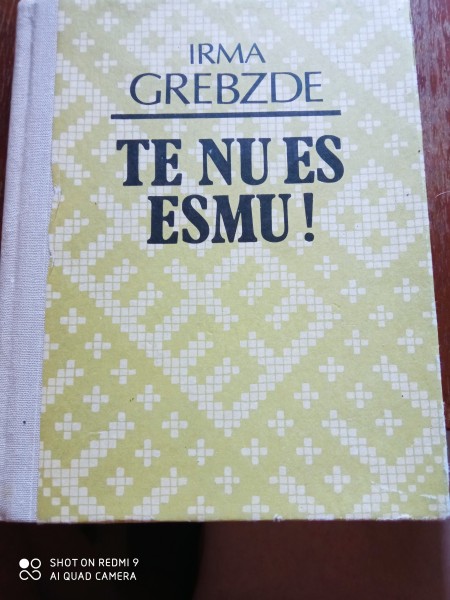 IRMA
GREBZDE
TE NU ES
ESMU!
SHOT ON REDMI 9
AI QUAD CAMERA